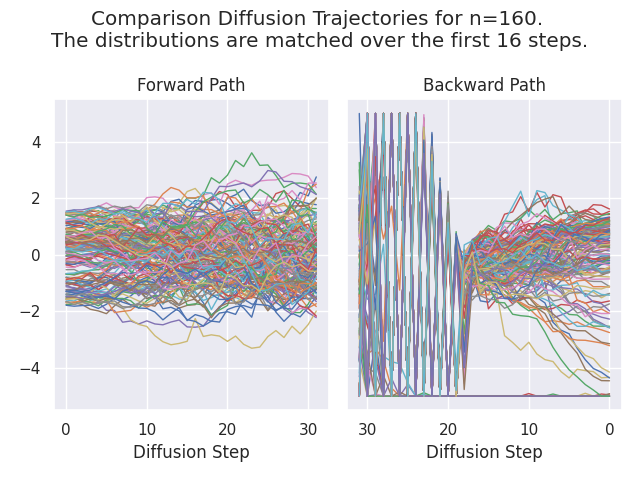 Comparison Diffusion Trajectories for n=160.
The distributions are matched over the first 16 steps.
Forward Path
Backward Path
4
2
0
−2
−4
0 10 20 30
30 20 10 0
Diffusion Step
Diffusion Step